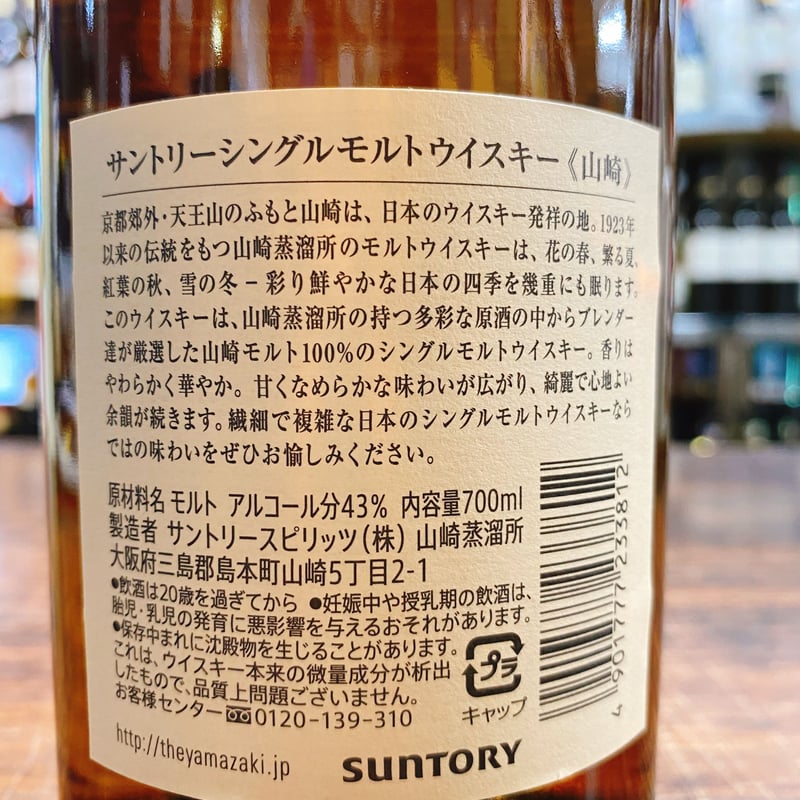 サントリーシングルモルトウイスキー《山崎》
京都郊外・天王山のふもと山崎は、日本のウイスキー発祥の地。1923年
以来の伝統をもつ山崎蒸溜所のモルトウイスキーは、花の春、繁る夏、
紅葉の秋、雪の冬－彩り鮮やかな日本の四季を幾重にも眠ります。
このウイスキーは、山崎蒸溜所の持つ多彩な原酒の中からブレンダー
達が厳選した山崎モルト100%のシングルモルトウイスキー。香りは
やわらかく華やか。甘くなめらかな味わいが広がり、綺麗で心地よい
余韻が続きます。繊細で複雑な日本のシングルモルトウイスキーなら
ではの味わいをぜひお愉しみください。
原材料名 モルト アルコール分43% 内容量700ml
製造者 サントリースピリッツ(株) 山崎蒸溜所
大阪府三島郡島本町山崎5丁目2-1
●飲酒は20歳を過ぎてから ●妊娠中や授乳期の飲酒は、
胎児・乳児の発育に悪影響を与えるおそれがあります。
●保存中まれに沈殿物を生じることがあります。
これは、ウイスキー本来の微量成分が析出
したもので、品質上問題ございません。
お客様センター 0120-139-310
プラ
キャップ
http://theyamazaki.jp
SUNTORY
4 901777 233812